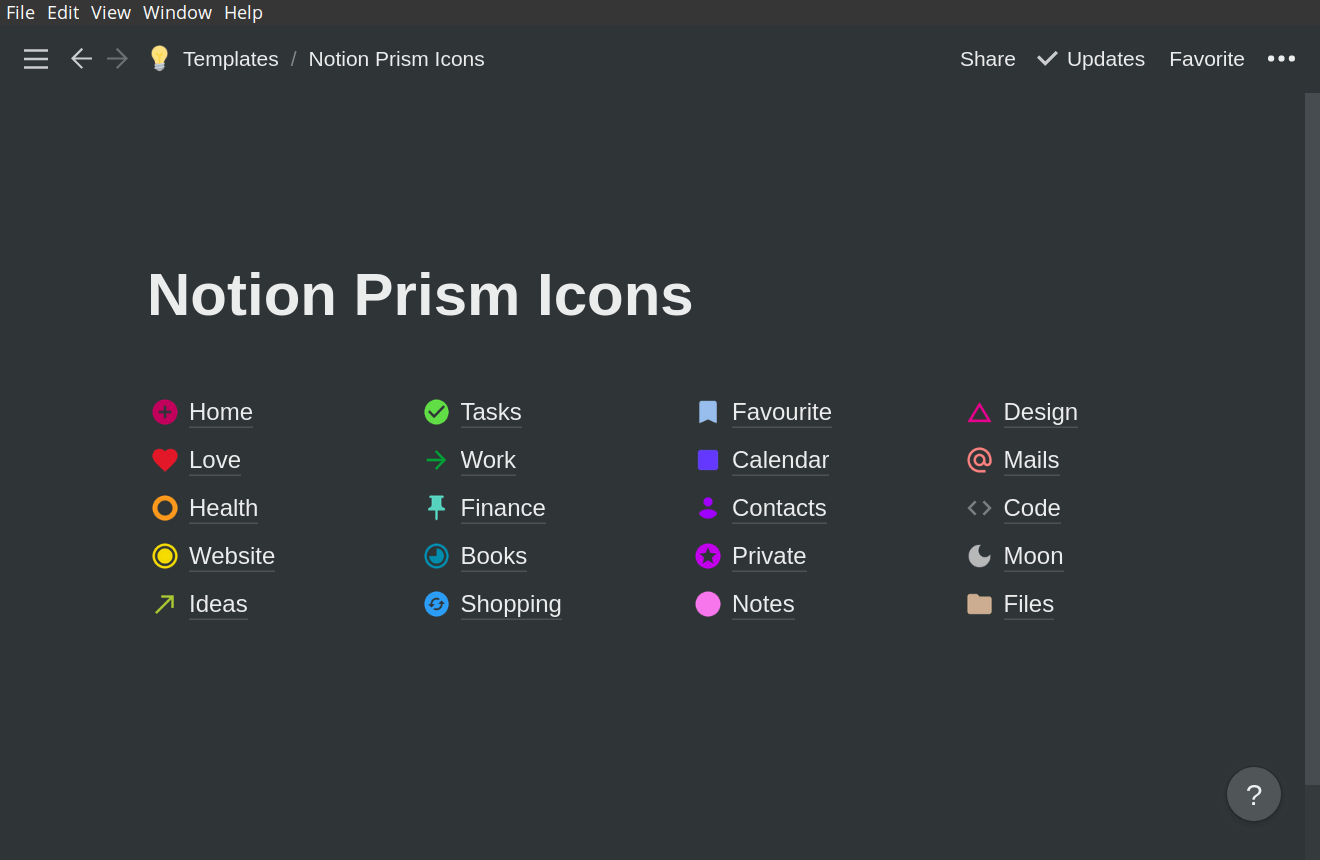 File Edit View Window Help
Templates / Notion Prism Icons
Share Updates Favorite •••
Notion Prism Icons
Home Tasks Favourite Design
Love Work Calendar Mails
Health Finance Contacts Code
Website Books Private Moon
Ideas Shopping Notes Files
?